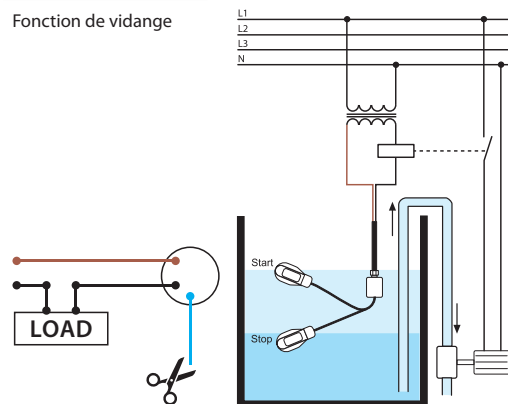 Fonction de vidange
L1
L2
L3
N
Start
Stop
LOAD